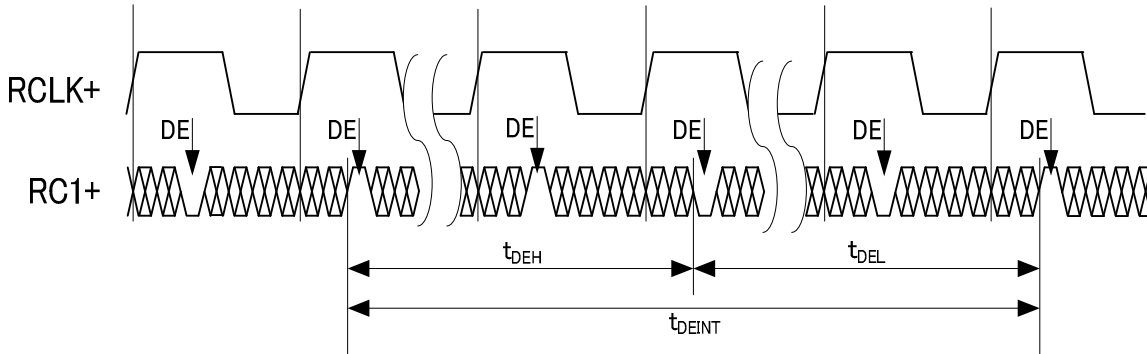 RCLK+
DE DE DE DE DE DE
RC1+
tDEH tDEL
tDEINT